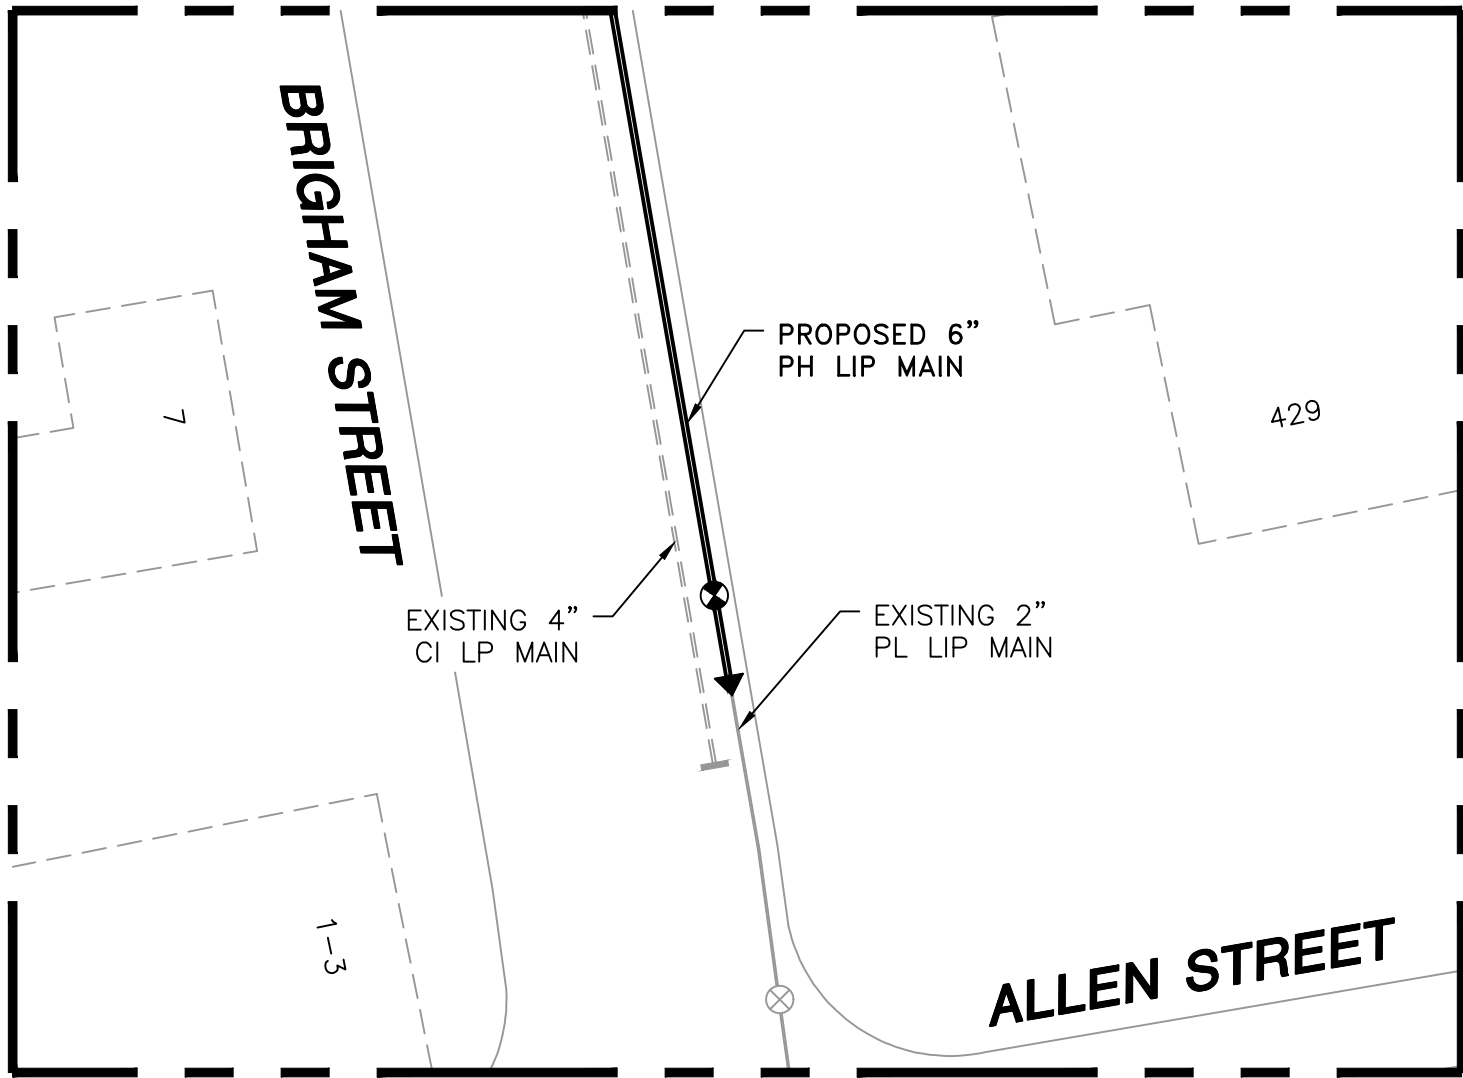 BRIGHAM STREET
PROPOSED 6”
PH LIP MAIN
7
429
EXISTING 4”
CI LP MAIN
EXISTING 2”
PL LIP MAIN
1-3
ALLEN STREET